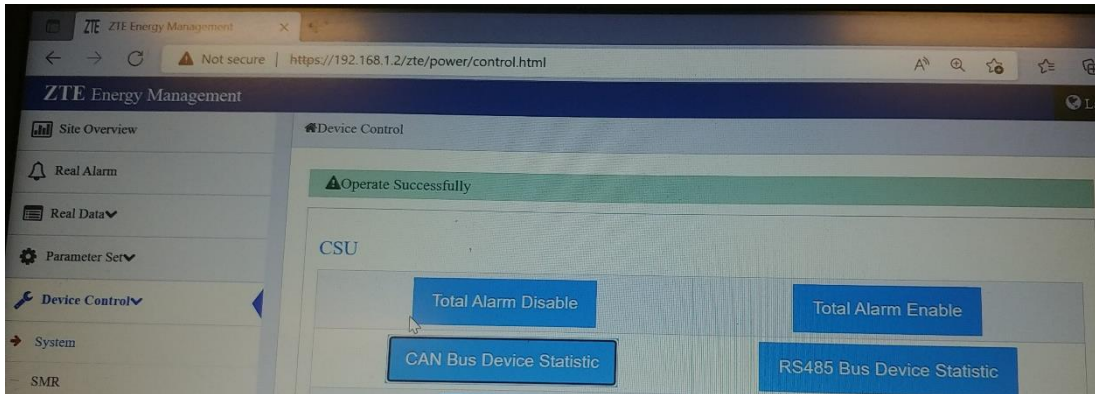 ZTE ZTE Energy Management
Not secure | https://192.168.1.2/zte/power/control.html
ZTE Energy Management
Site Overview
Device Control
Real Alarm
Operate Successfully
Real Data
Parameter Set
CSU
Device Control
Total Alarm Disable
Total Alarm Enable
System
CAN Bus Device Statistic
RS485 Bus Device Statistic
SMR